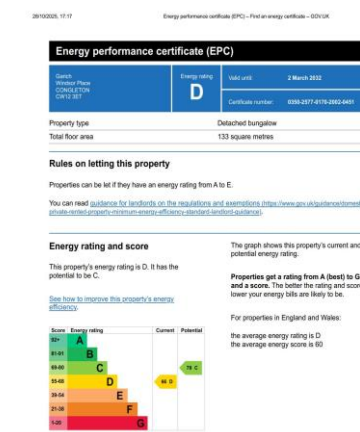 28/10/2025, 17:17
Energy performance certificate (EPC) – Find an energy certificate – GOV.UK
Energy performance certificate (EPC)
Garich
Windsor Place
CONGLETON
CW12 3ET
Energy rating
D
Valid until:
2 March 2032
Certificate number:
Property type
Detached bungalow
Total floor area
133 square metres
Rules on letting this property
Properties can be let if they have an energy rating from A to E.
You can read guidance for landlords on the regulations and exemptions (https://www.gov.uk/guidance/domest
private-rented-property-minimum-energy-efficiency-standard-landlord-guidance).
Energy rating and score
This property's energy rating is D. It has the
potential to be C.
See how to improve this property's energy
efficiency.
The graph shows this property's current and
potential energy rating.
Properties get a rating from A (best) to G
and a score. The better the rating and score
lower your energy bills are likely to be.
For properties in England and Wales:
the average energy rating is D
the average energy score is 60
Score Energy rating Current Potential
92+ A
81-91 B
69-80 C 78 C
55-68 D 66 D
39-54 E
21-38 F
1-20 G